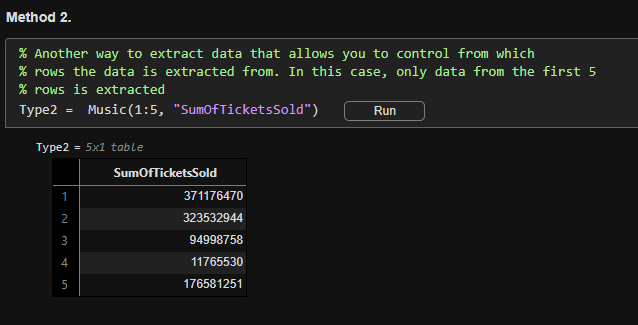 Method 2.
% Another way to extract data that allows you to control from which
% rows the data is extracted from. In this case, only data from the first 5
% rows is extracted
Type2 =  Music(1:5, "SumOfTicketsSold") Run
Type2 = 5x1 table
SumOfTicketsSold
1 371176470
2 323532944
3 94998758
4 11765530
5 176581251